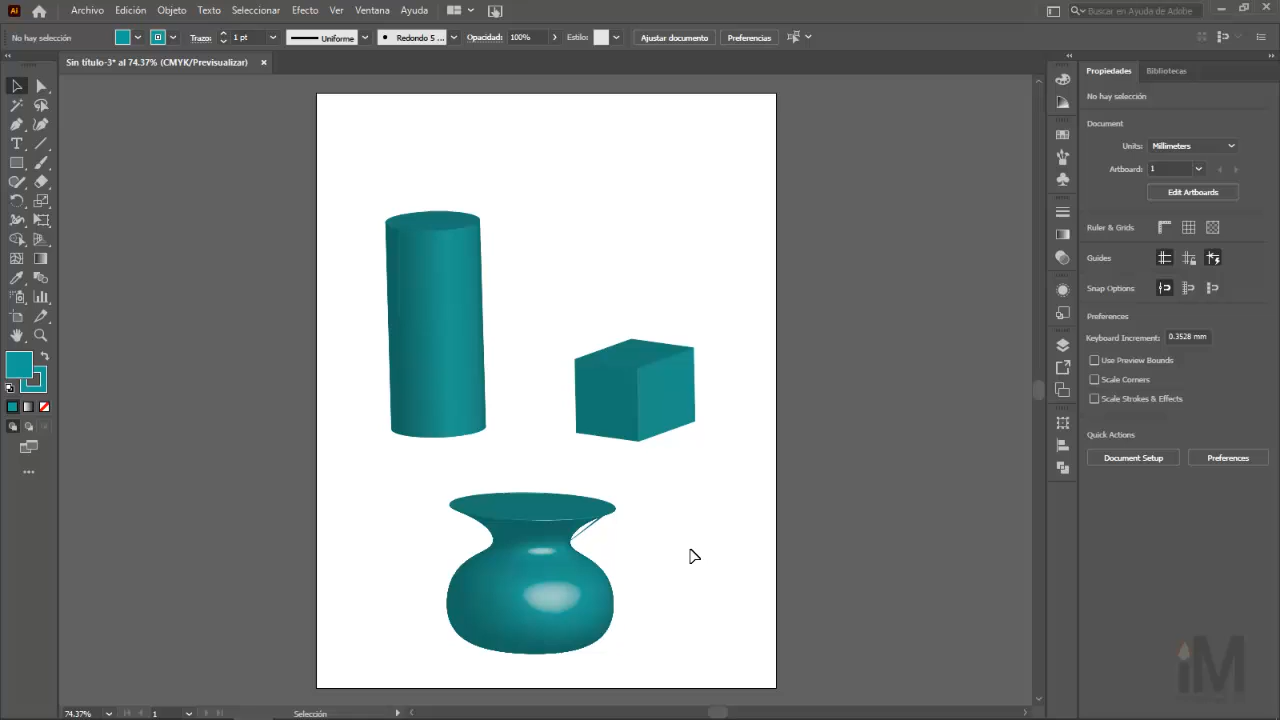 Ai Archivo Edición Objeto Texto Seleccionar Efecto Ver Ventana Ayuda Buscar en Ayuda de Adobe
No hay selección Trazo: 1 pt Uniforme Redondo 5 ... Opacidad: 100% Estilo: Ajustar documento Preferencias
Sin título-3* al 74.37% (CMYK/Previsualizar)
Propiedades Bibliotecas
No hay selección
Document
Units: Millimeters
Artboard: 1
Edit Artboards
Ruler & Grids
Guides
Snap Options
Preferences
Keyboard Increment: 0.3528 mm
Use Preview Bounds
Scale Corners
Scale Strokes & Effects
Quick Actions
Document Setup Preferences
iM
74.37% 1 Selección